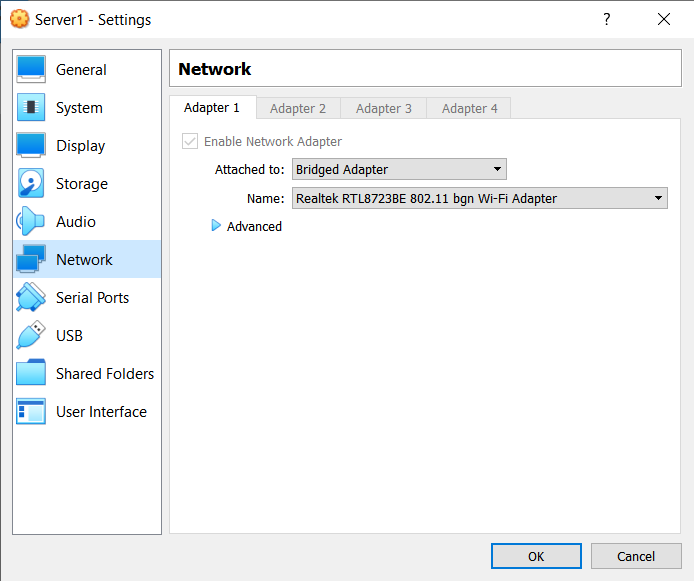 Server1 - Settings
?
General
System
Display
Storage
Audio
Network
Serial Ports
USB
Shared Folders
User Interface
Network
Adapter 1
Adapter 2
Adapter 3
Adapter 4
Enable Network Adapter
Attached to: Bridged Adapter
Name: Realtek RTL8723BE 802.11 bgn Wi-Fi Adapter
Advanced
OK
Cancel